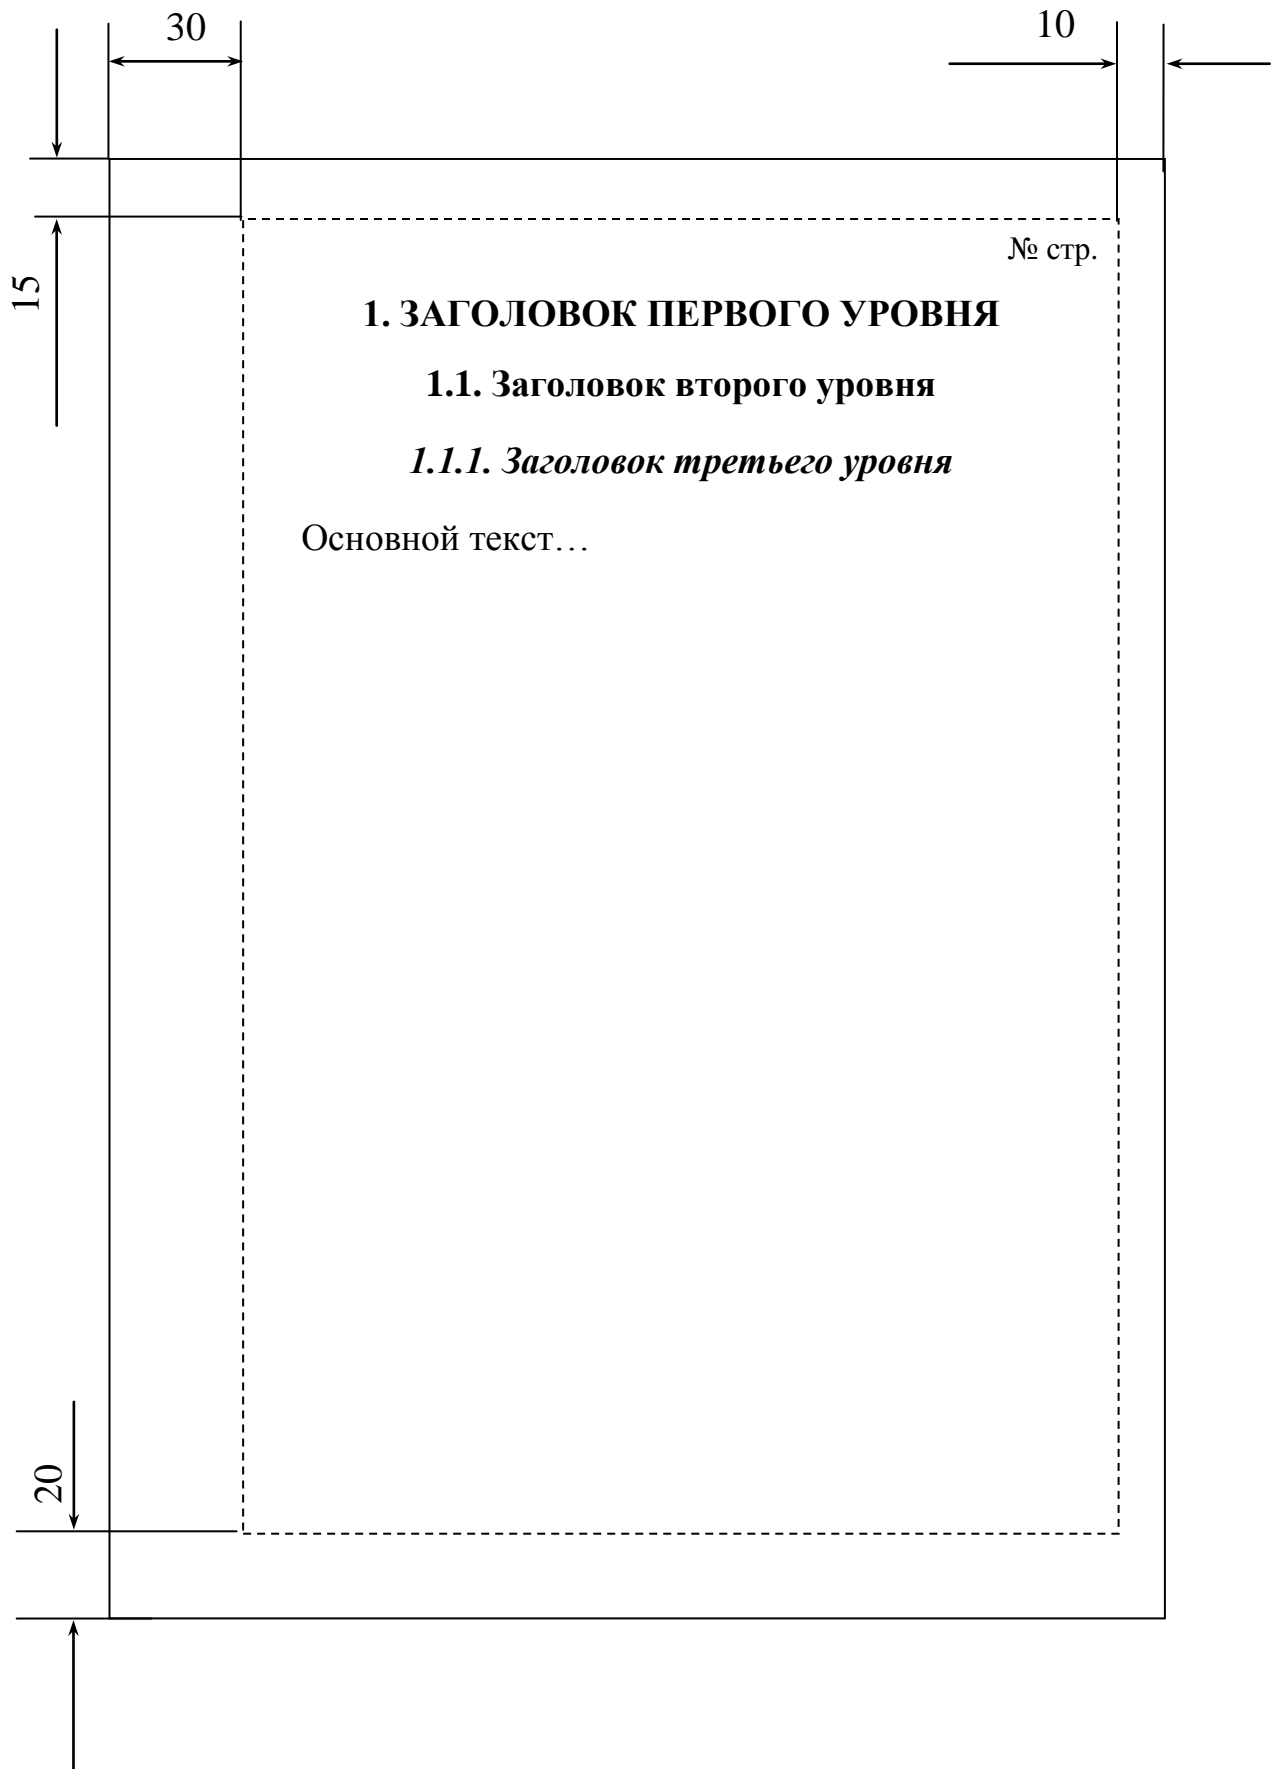 30
10
№ стр.
15
1. ЗАГОЛОВОК ПЕРВОГО УРОВНЯ
1.1. Заголовок второго уровня
1.1.1. Заголовок третьего уровня
Основной текст…
20